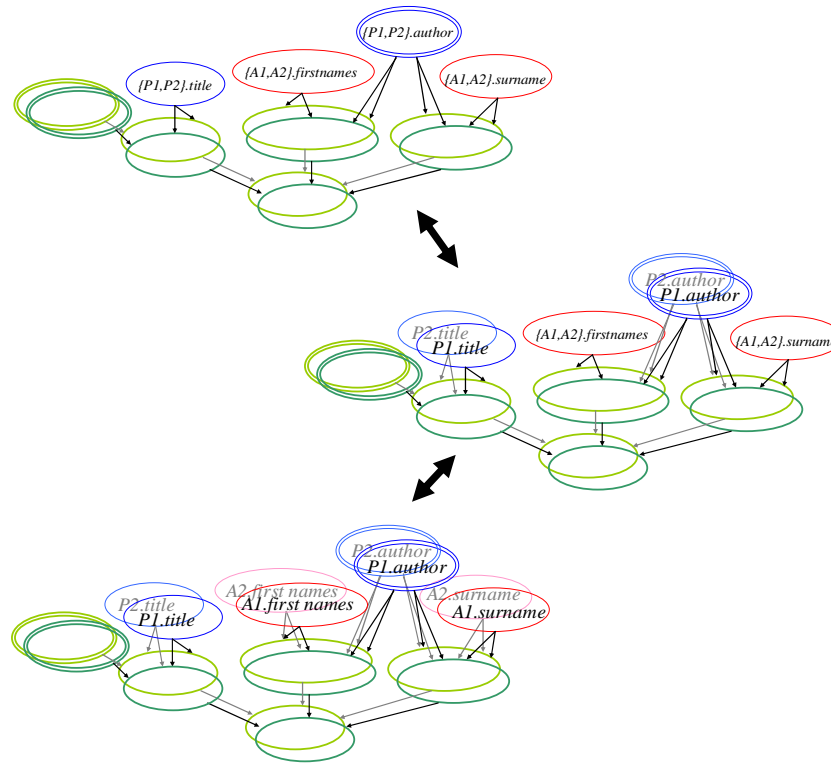 {P1,P2}.author
{P1,P2}.title
{A1,A2}.firstnames
{A1,A2}.surname
P2.author
P1.author
P2.title
P1.title
{A1,A2}.firstnames
{A1,A2}.surname
P2.author
P1.author
P2.title
P1.title
A2.first names
A1.first names
A2.surname
A1.surname